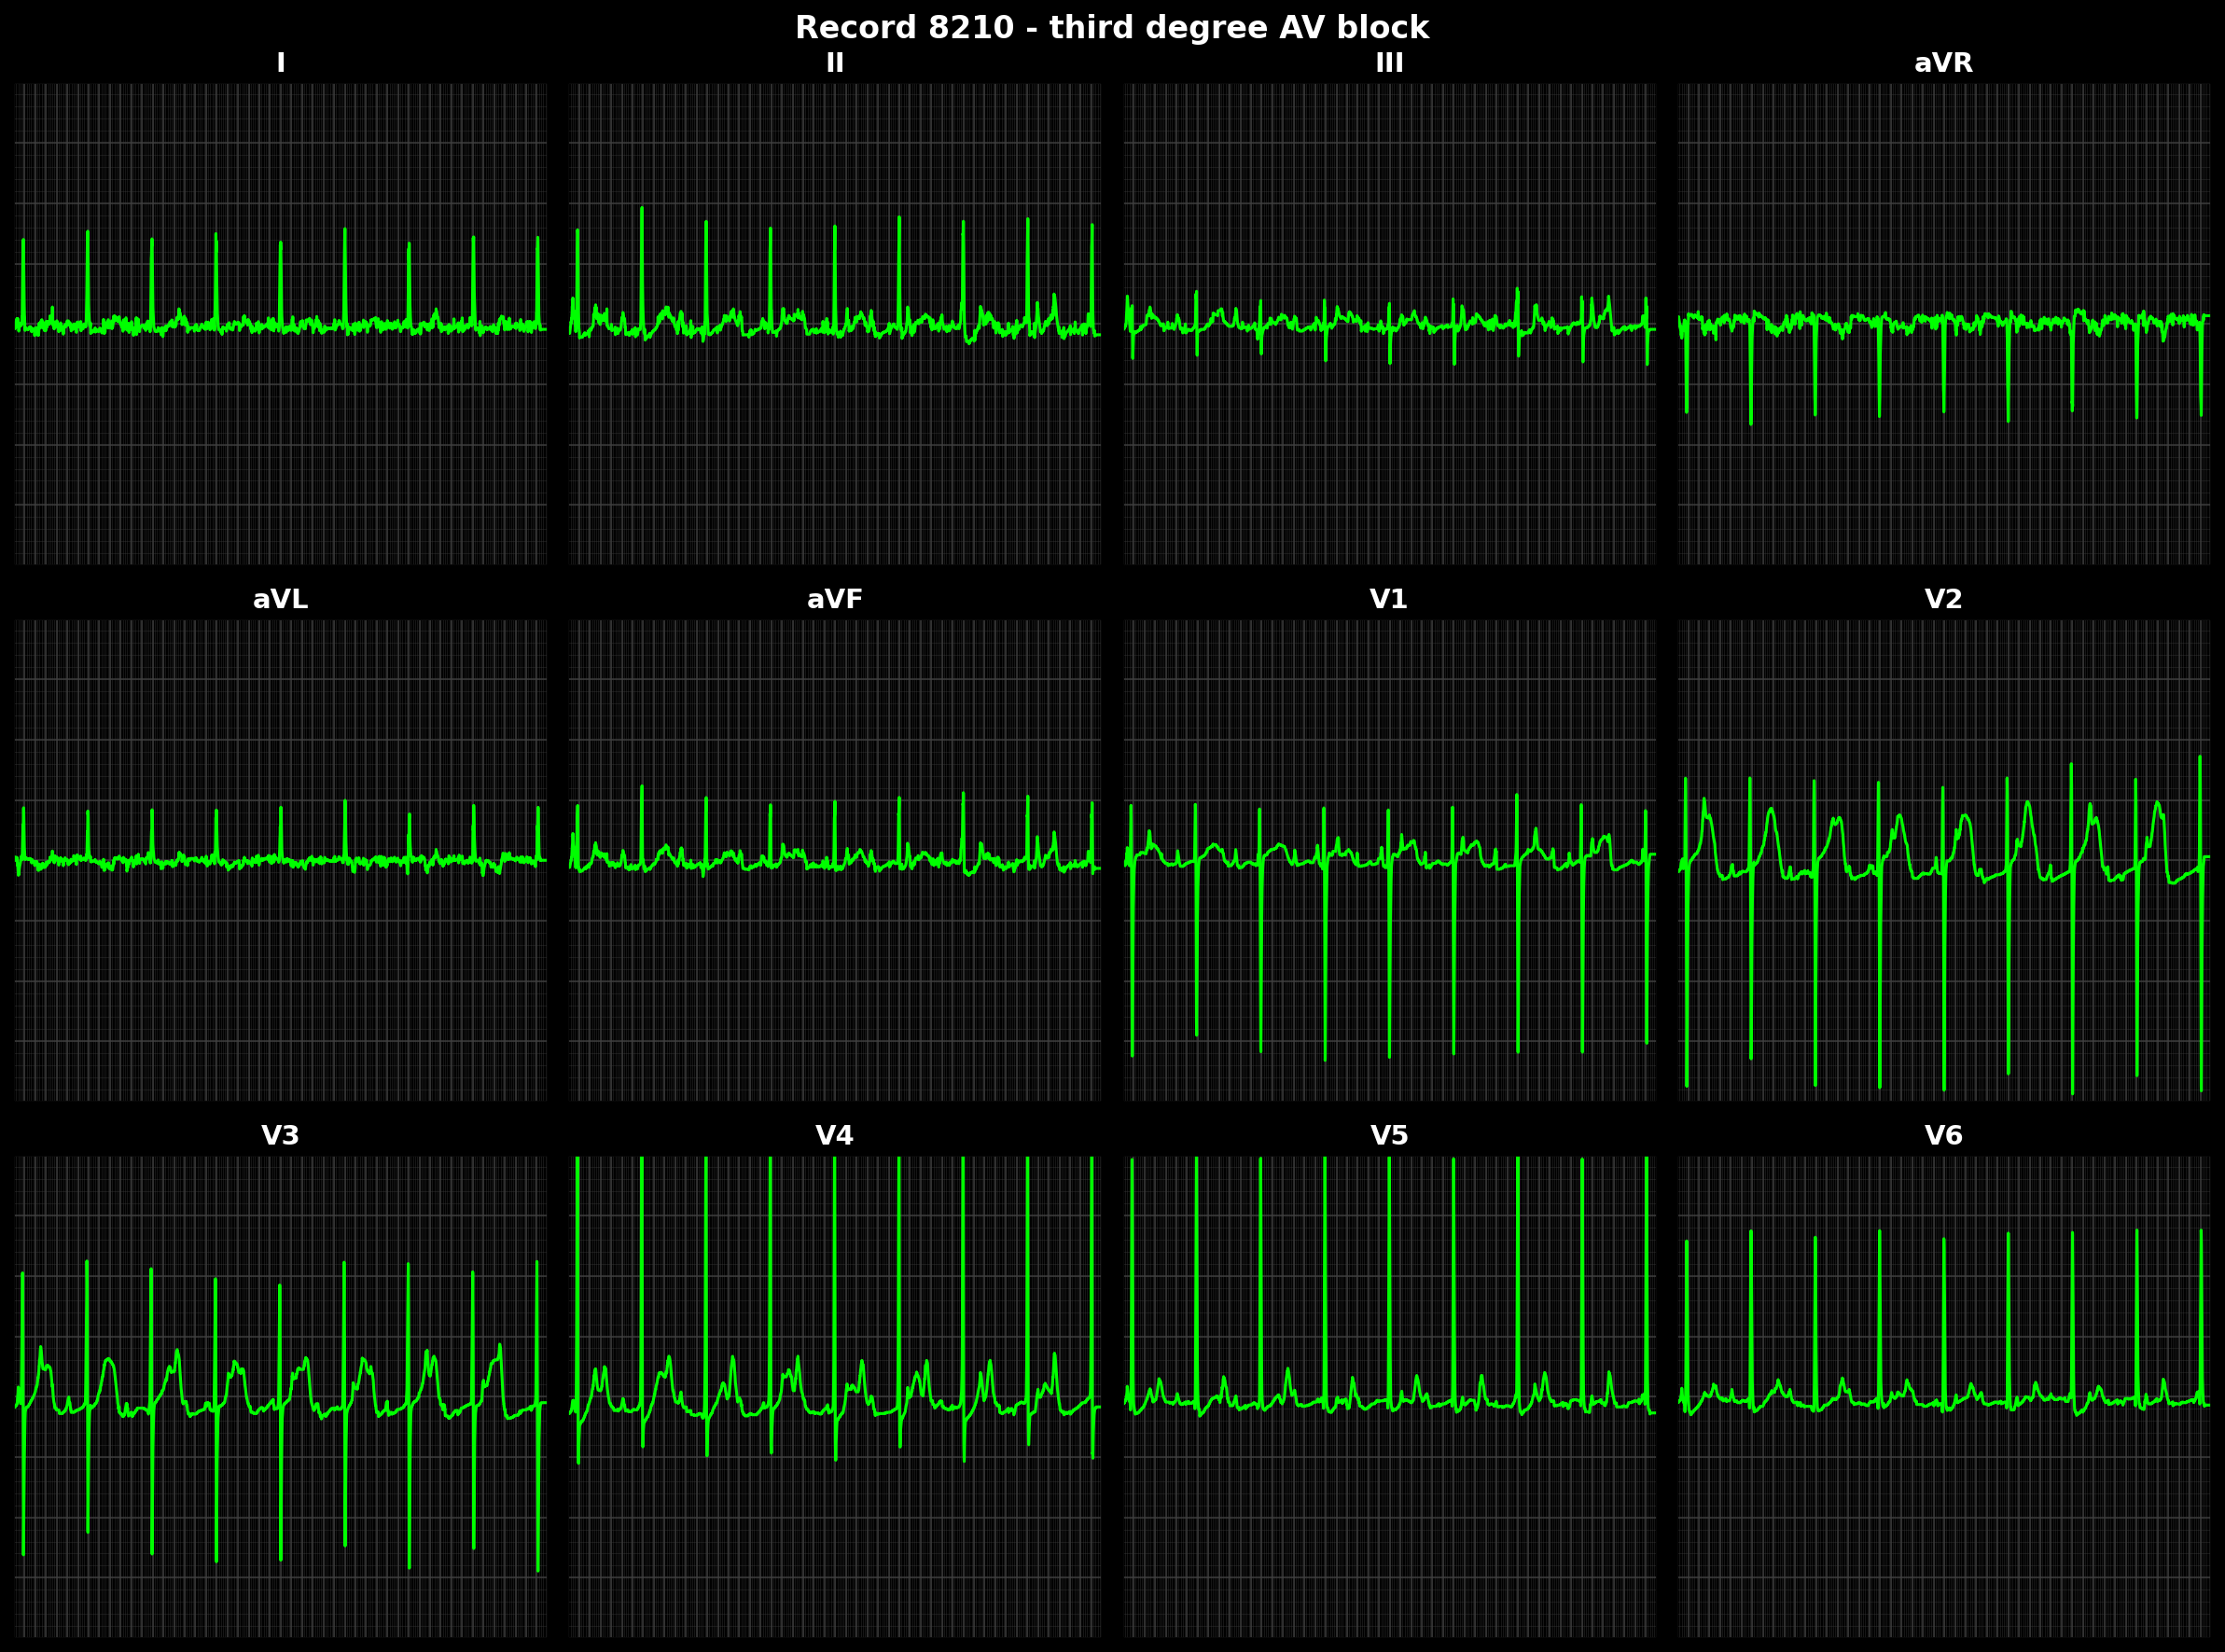 Record 8210 - third degree AV block
I
II
III
aVR
aVL
aVF
V1
V2
V3
V4
V5
V6